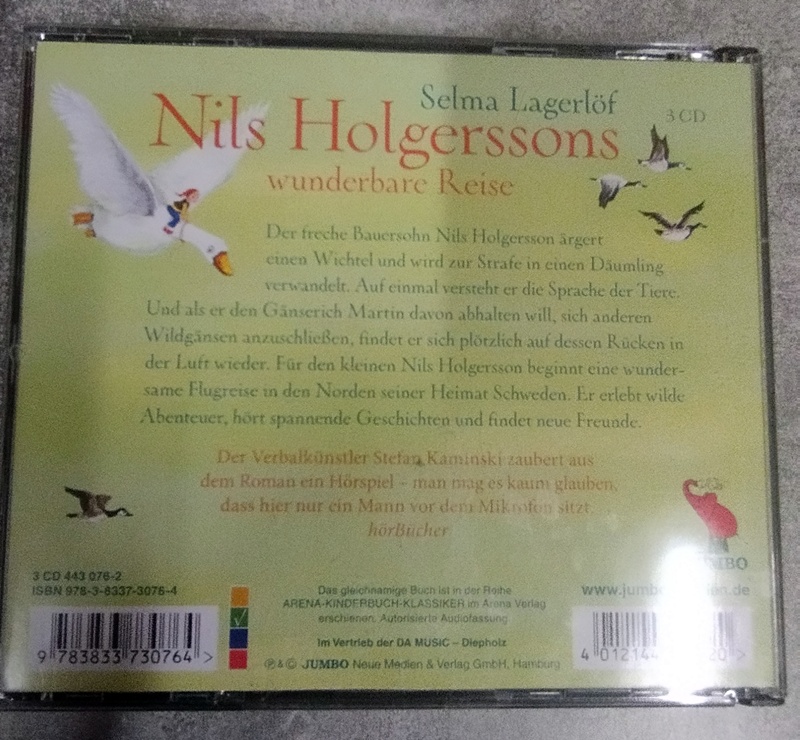 Selma Lagerlöf
3 CD
Nils Holgerssons
wunderbare Reise
Der freche Bauersohn Nils Holgersson ärgert
einen Wichtel und wird zur Strafe in einen Däumling
verwandelt. Auf einmal versteht er die Sprache der Tiere.
Und als er den Gänserich Martin davon abhalten will, sich anderen
Wildgänsen anzuschließen, findet er sich plötzlich auf dessen Rücken in
der Luft wieder. Für den kleinen Nils Holgersson beginnt eine wunder-
same Flugreise in den Norden seiner Heimat Schweden. Er erlebt wilde
Abenteuer, hört spannende Geschichten und findet neue Freunde.
Der Verbalkünstler Stefan Kaminski zaubert aus
dem Roman ein Hörspiel – man mag es kaum glauben,
dass hier nur ein Mann vor dem Mikrofon sitzt.
hörBücher
3 CD 443 076-2
ISBN 978-3-8337-3076-4
9 783833 730764 >
Das gleichnamige Buch ist in der Reihe
ARENA-KINDERBUCH-KLASSIKER im Arena Verlag
erschienen. Autorisierte Audiofassung
Im Vertrieb der DA MUSIC – Diepholz
℗ & © JUMBO Neue Medien & Verlag GmbH, Hamburg